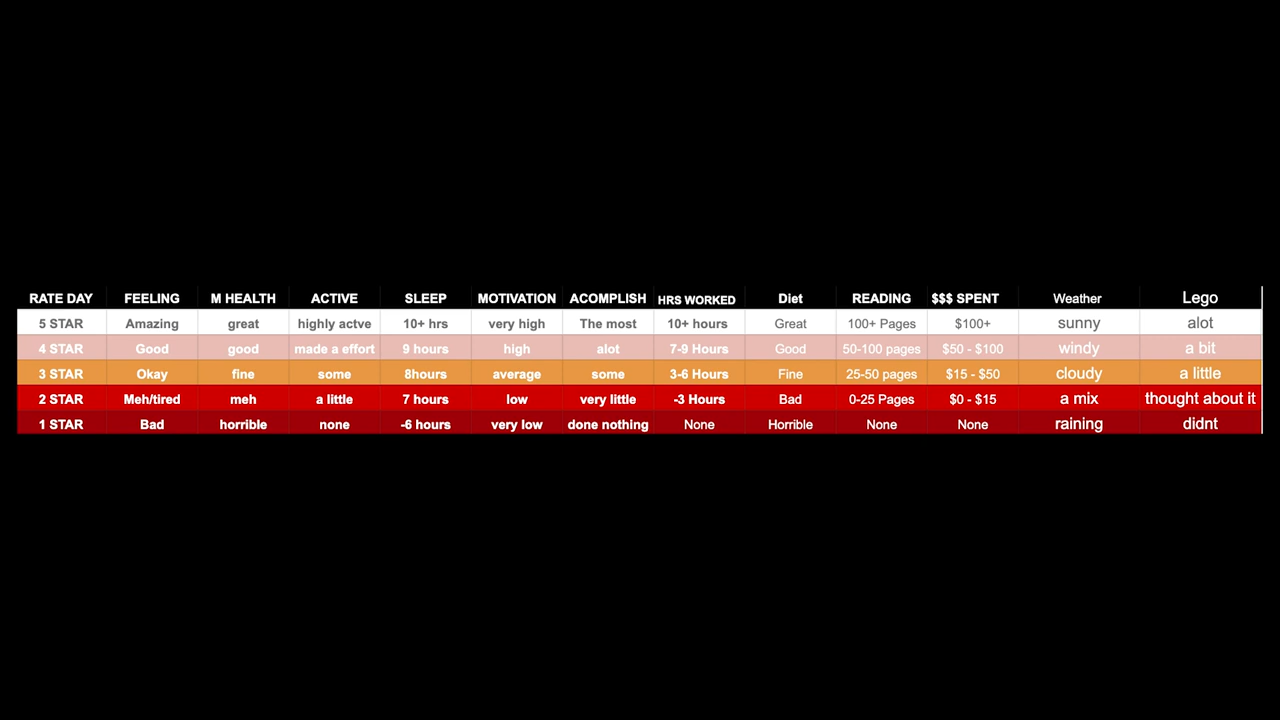 RATE DAY FEELING M HEALTH ACTIVE SLEEP MOTIVATION ACOMPLISH HRS WORKED Diet READING $$$ SPENT Weather Lego
5 STAR Amazing great highly actve 10+ hrs very high The most 10+ hours Great 100+ Pages $100+ sunny alot
4 STAR Good good made a effort 9 hours high alot 7-9 Hours Good 50-100 pages $50 - $100 windy a bit
3 STAR Okay fine some 8hours average some 3-6 Hours Fine 25-50 pages $15 - $50 cloudy a little
2 STAR Meh/tired meh a little 7 hours low very little -3 Hours Bad 0-25 Pages $0 - $15 a mix thought about it
1 STAR Bad horrible none -6 hours very low done nothing None Horrible None None raining didnt